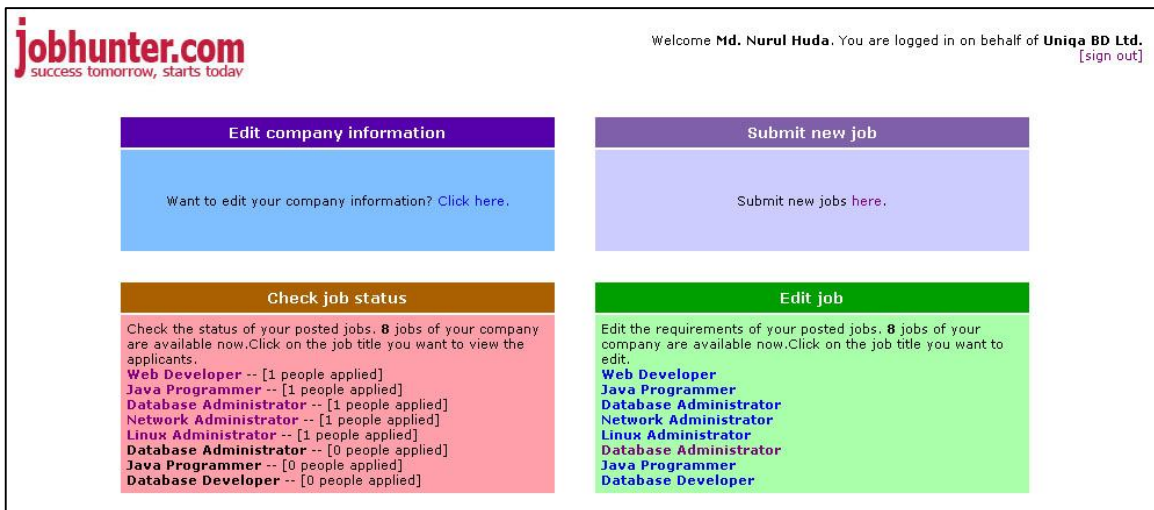 jobhunter.com
success tomorrow, starts today
Welcome Md. Nurul Huda. You are logged in on behalf of Uniqa BD Ltd.
[sign out]
Edit company information
Want to edit your company information? Click here.
Submit new job
Submit new jobs here.
Check job status
Check the status of your posted jobs. 8 jobs of your company
are available now.Click on the job title you want to view the
applicants.
Web Developer -- [1 people applied]
Java Programmer -- [1 people applied]
Database Administrator -- [1 people applied]
Network Administrator -- [1 people applied]
Linux Administrator -- [1 people applied]
Database Administrator -- [0 people applied]
Java Programmer -- [0 people applied]
Database Developer -- [0 people applied]
Edit job
Edit the requirements of your posted jobs. 8 jobs of your
company are available now.Click on the job title you want to
edit.
Web Developer
Java Programmer
Database Administrator
Network Administrator
Linux Administrator
Database Administrator
Java Programmer
Database Developer